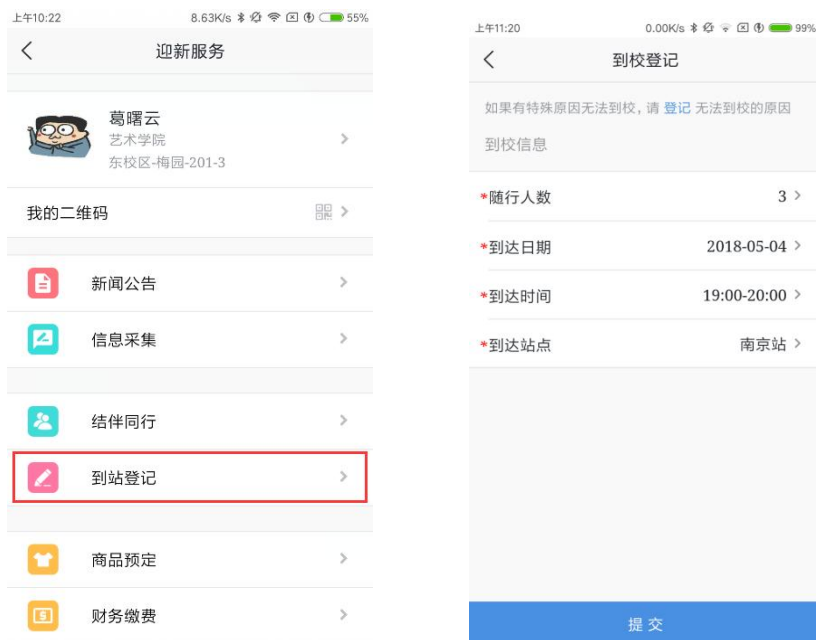 上午10:22
8.63K/s
55%
迎新服务
葛曙云
艺术学院
东校区-梅园-201-3
我的二维码
新闻公告
信息采集
结伴同行
到站登记
商品预定
财务缴费
上午11:20
0.00K/s
99%
到校登记
如果有特殊原因无法到校，请 登记 无法到校的原因
到校信息
*随行人数 3
*到达日期 2018-05-04
*到达时间 19:00-20:00
*到达站点 南京站
提交